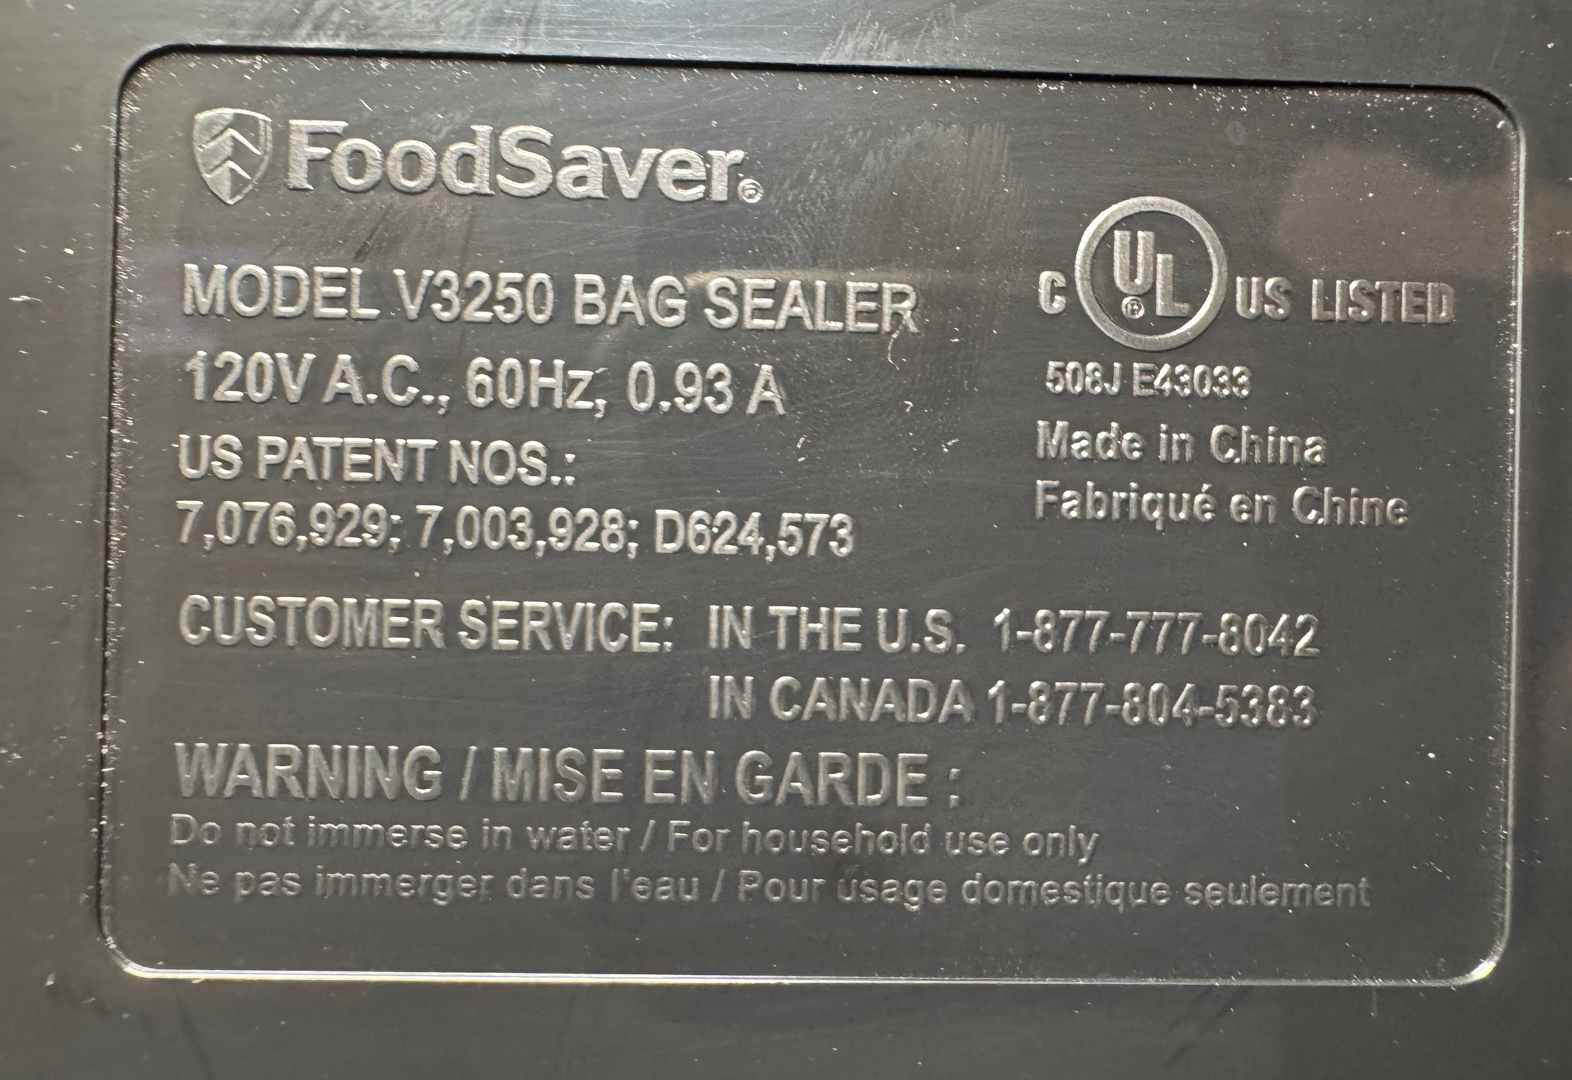 FoodSaver®
MODEL V3250 BAG SEALER
120V A.C., 60Hz, 0.93 A
US PATENT NOS.:
7,076,929; 7,003,928; D624,573
C UL® US LISTED
508J E43033
Made in China
Fabriqué en Chine
CUSTOMER SERVICE: IN THE U.S. 1-877-777-8042
IN CANADA 1-877-804-5383
WARNING / MISE EN GARDE :
Do not immerse in water / For household use only
Ne pas immerger dans l'eau / Pour usage domestique seulement